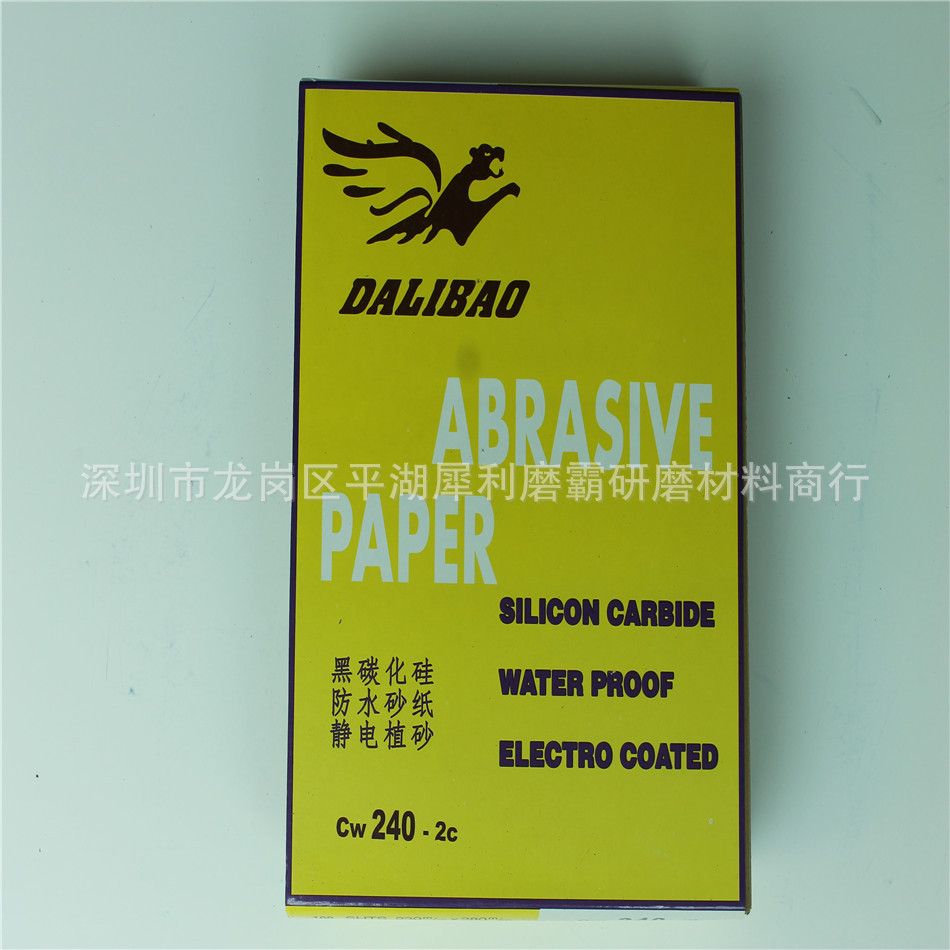 DALIBAO
ABRASIVE
深圳市龙岗区平湖犀利磨霸研磨材料商行
PAPER
SILICON CARBIDE
黑碳化硅
WATER PROOF
防水砂纸
静电植砂
ELECTRO COATED
Cw 240 - 2c